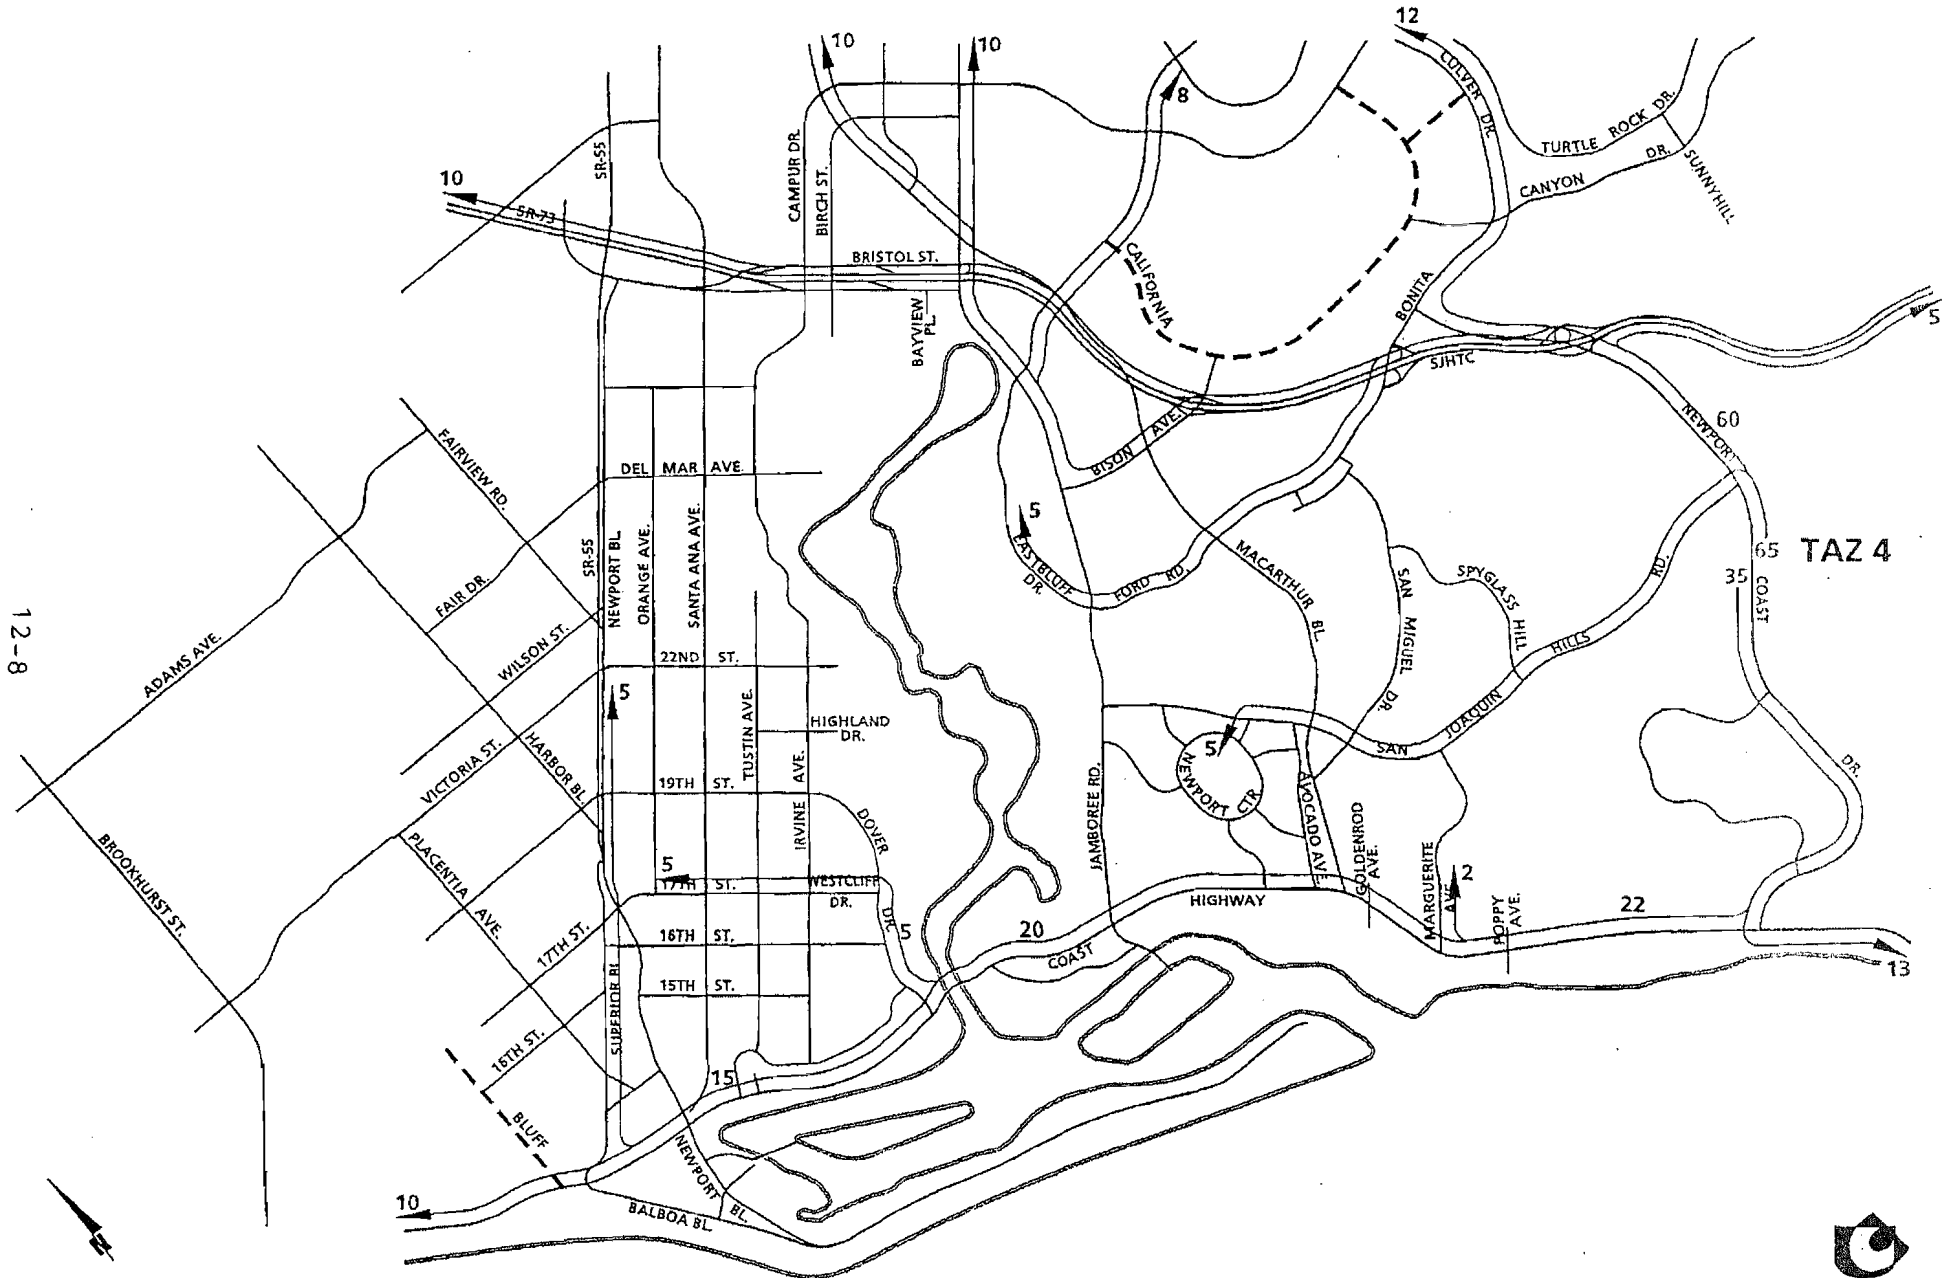 12
10
10
8
CULVER DR.
TURTLE ROCK DR.
CANYON DR.
SUNNYHILL
SR-55
10
SR-73
CAMPUR DR.
BIRCH ST.
BRISTOL ST.
BAYVIEW PL.
CALIFORNIA
BONITA
5
SJHTC
NEWPORT
60
FAIRVIEW RD.
DEL MAR AVE.
BISON AVE.
5
EASTBLUFF DR.
FORD RD.
MACARTHUR BL.
SAN MIGUEL DR.
SPYGLASS HILL
65
TAZ 4
35
COAST
DR.
SR-55
NEWPORT BL.
ORANGE AVE.
SANTA ANA AVE.
FAIR DR.
WILSON ST.
ADAMS AVE.
12-8
22ND ST.
5
TUSTIN AVE.
HIGHLAND DR.
IRVINE AVE.
HARBOR BL.
VICTORIA ST.
19TH ST.
DOVER DR.
JAMBOREE RD.
5
NEWPORT CTR
AVOCADO AVE.
SAN JOAQUIN HILLS RD.
GOLDENROD AVE.
MARGUERITE AVE
2
POPPY AVE.
22
BROOKHURST ST.
PLACENTIA AVE.
5
17TH ST.
WESTCLIFF DR.
5
20
COAST HIGHWAY
13
17TH ST.
16TH ST.
15TH ST.
SUPERIOR BL
16TH ST.
15
BLUFF
NEWPORT BL.
BALBOA BL.
10
N